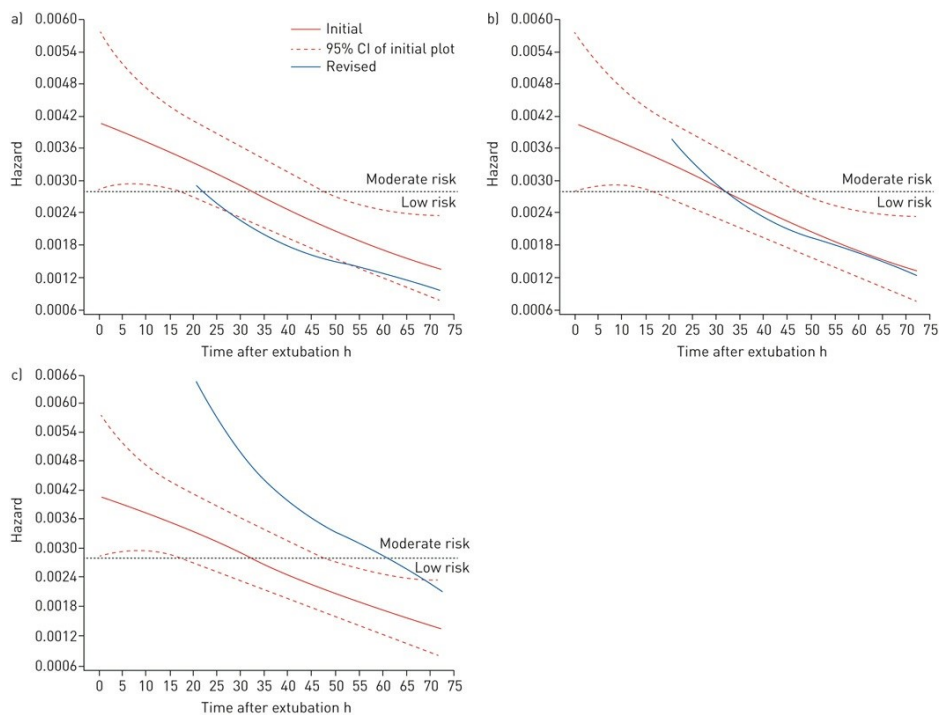 a)
0.0060
0.0054
0.0048
0.0042
0.0036
0.0030
0.0024
0.0018
0.0012
0.0006
Hazard
Initial
95% CI of initial plot
Revised
Moderate risk
Low risk
0 5 10 15 20 25 30 35 40 45 50 55 60 65 70 75
Time after extubation h
b)
0.0060
0.0054
0.0048
0.0042
0.0036
0.0030
0.0024
0.0018
0.0012
0.0006
Hazard
Moderate risk
Low risk
0 5 10 15 20 25 30 35 40 45 50 55 60 65 70 75
Time after extubation h
c)
0.0066
0.0060
0.0054
0.0048
0.0042
0.0036
0.0030
0.0024
0.0018
0.0012
0.0006
Hazard
Moderate risk
Low risk
0 5 10 15 20 25 30 35 40 45 50 55 60 65 70 75
Time after extubation h